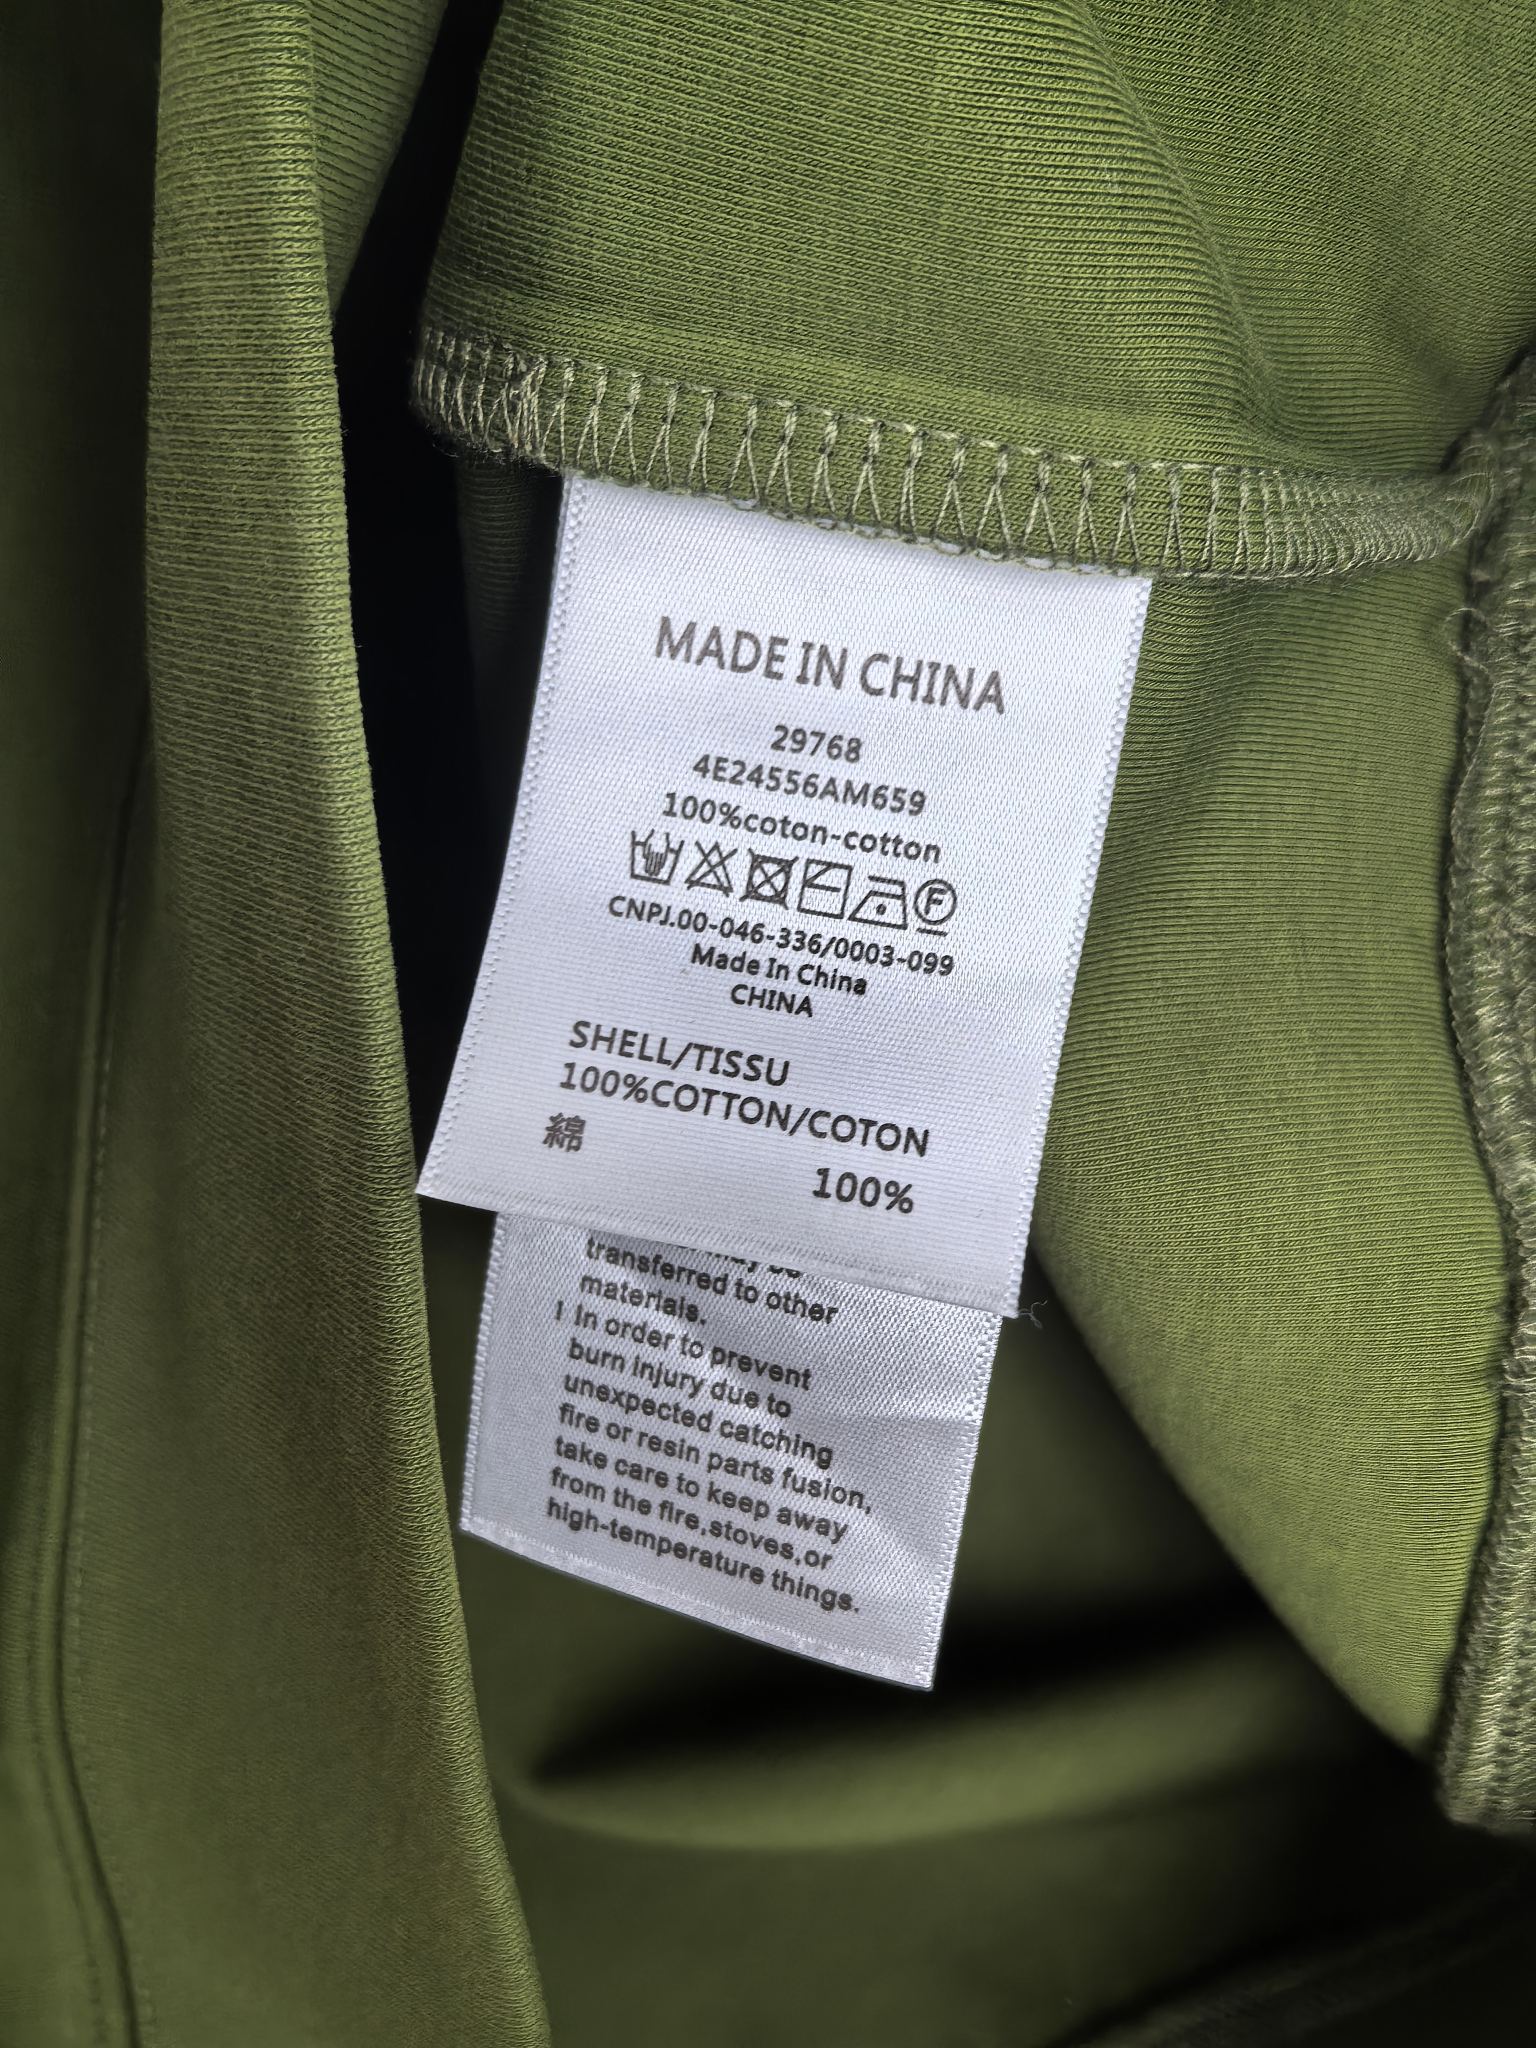 MADE IN CHINA
29768
4E24556AM659
100%coton-cotton
F
CNPJ.00-046-336/0003-099
Made In China
CHINA
SHELL/TISSU
100%COTTON/COTON
綿
100%
may be
transferred to other
materials.
I In order to prevent
burn injury due to
unexpected catching
fire or resin parts fusion,
take care to keep away
from the fire,stoves,or
high-temperature things.